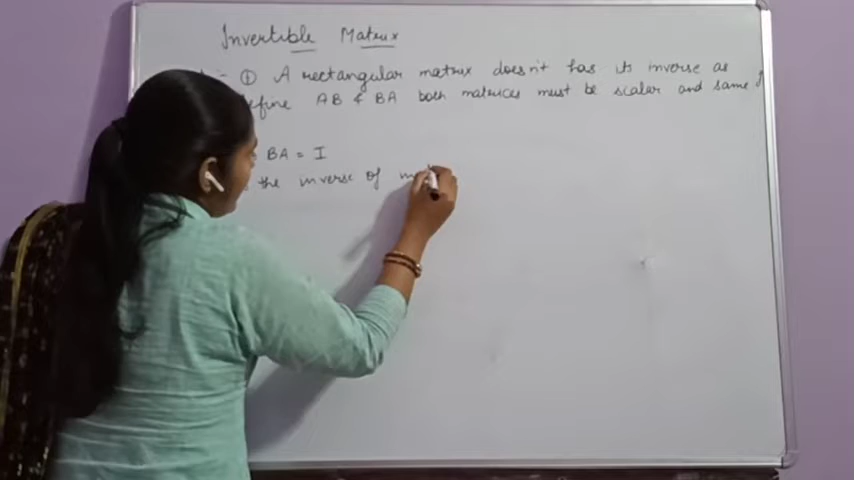 Invertible Matrix
① A rectangular matrix doesn't has its inverse as
efine AB & BA both matrices must be scalar and same
BA = I
the inverse of m